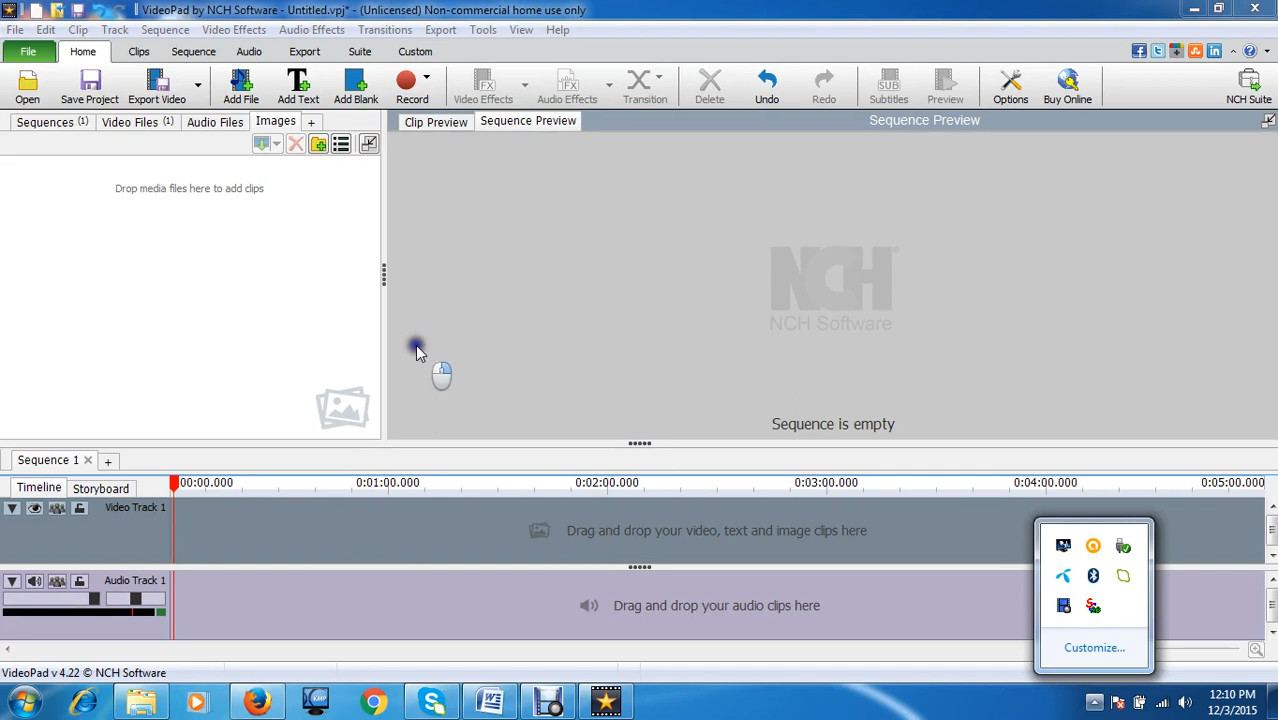 VideoPad by NCH Software - Untitled.vpj* - (Unlicensed) Non-commercial home use only
File Edit Clip Track Sequence Video Effects Audio Effects Transitions Export Tools View Help
File Home Clips Sequence Audio Export Suite Custom
Open Save Project Export Video Add File Add Text Add Blank Record Video Effects Audio Effects Transition Delete Undo Redo Subtitles Preview Options Buy Online NCH Suite
Sequences (1) Video Files (1) Audio Files Images + Clip Preview Sequence Preview Sequence Preview
Drop media files here to add clips
NCH
NCH Software
Sequence is empty
Sequence 1 +
Timeline Storyboard 00:00.000 0:01:00.000 0:02:00.000 0:03:00.000 0:04:00.000 0:05:00.000
Video Track 1 Drag and drop your video, text and image clips here
Audio Track 1 Drag and drop your audio clips here
Customize...
VideoPad v 4.22 © NCH Software
12:10 PM
12/3/2015